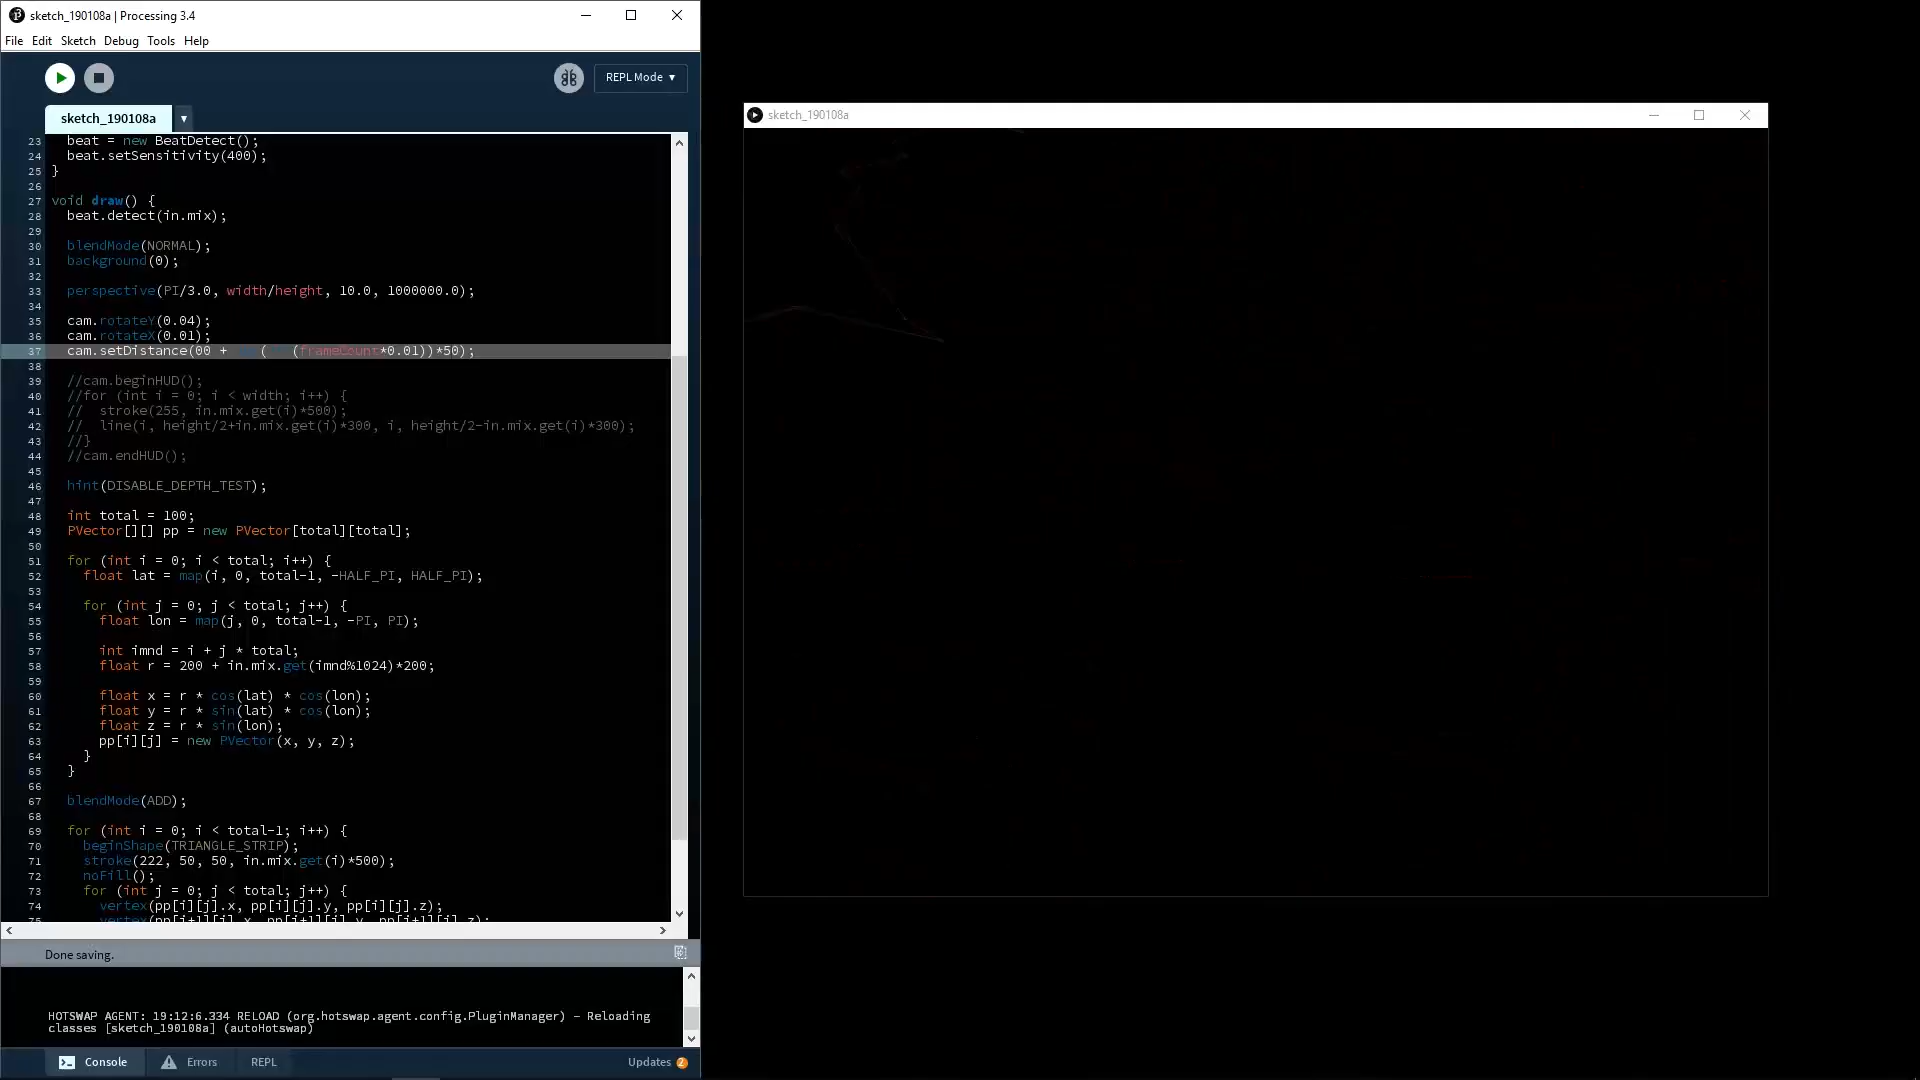 sketch_190108a | Processing 3.4
File Edit Sketch Debug Tools Help
REPL Mode
sketch_190108a
23 beat = new BeatDetect();
24 beat.setSensitivity(400);
25 }
26
27 void draw() {
28 beat.detect(in.mix);
29
30 blendMode(NORMAL);
31 background(0);
32
33 perspective(PI/3.0, width/height, 10.0, 1000000.0);
34
35 cam.rotateY(0.04);
36 cam.rotateX(0.01);
37 cam.setDistance(00 + ( (frameCount*0.01))*50);
38
39 //cam.beginHUD();
40 //for (int i = 0; i < width; i++) {
41 // stroke(255, in.mix.get(i)*500);
42 // line(i, height/2+in.mix.get(i)*300, i, height/2-in.mix.get(i)*300);
43 //}
44 //cam.endHUD();
45
46 hint(DISABLE_DEPTH_TEST);
47
48 int total = 100;
49 PVector[][] pp = new PVector[total][total];
50
51 for (int i = 0; i < total; i++) {
52 float lat = map(i, 0, total-1, -HALF_PI, HALF_PI);
53
54 for (int j = 0; j < total; j++) {
55 float lon = map(j, 0, total-1, -PI, PI);
56
57 int imnd = i + j * total;
58 float r = 200 + in.mix.get(imnd%1024)*200;
59
60 float x = r * cos(lat) * cos(lon);
61 float y = r * sin(lat) * cos(lon);
62 float z = r * sin(lon);
63 pp[i][j] = new PVector(x, y, z);
64 }
65 }
66
67 blendMode(ADD);
68
69 for (int i = 0; i < total-1; i++) {
70 beginShape(TRIANGLE_STRIP);
71 stroke(222, 50, 50, in.mix.get(i)*500);
72 noFill();
73 for (int j = 0; j < total; j++) {
74 vertex(pp[i][j].x, pp[i][j].y, pp[i][j].z);
75 vertex(pp[i+1][j].x, pp[i+1][j].y, pp[i+1][j].z);
Done saving.
HOTSWAP AGENT: 19:12:6.334 RELOAD (org.hotswap.agent.config.PluginManager) - Reloading
classes [sketch_190108a] (autoHotswap)
Console Errors REPL Updates 2
sketch_190108a